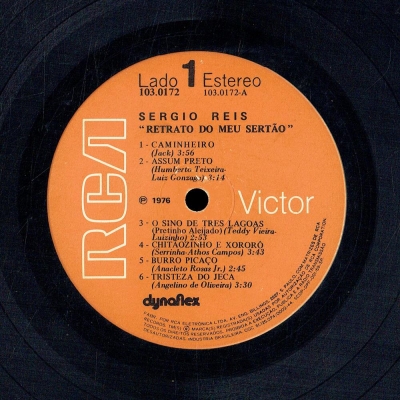 Lado 1 Estereo
103.0172 103.0172-A
SERGIO REIS
"RETRATO DO MEU SERTÃO"
1 - CAMINHEIRO
(Jack) 3:56
2 - ASSUM PRETO
(Humberto Teixeira-
Luiz Gonzaga) 3:14
RCA
Victor
℗ 1976
3 - O SINO DE TRES LAGOAS
(Pretinho Aleijado) (Teddy Vieira-
Luizinho) 2:53
4 - CHITÃOZINHO E XORORÔ
(Serrinha-Athos Campos) 3:43
5 - BURRO PICAÇO
(Anacleto Rosas Jr.) 2:45
6 - TRISTEZA DO JECA
(Angelino de Oliveira) 3:30
dynaflex